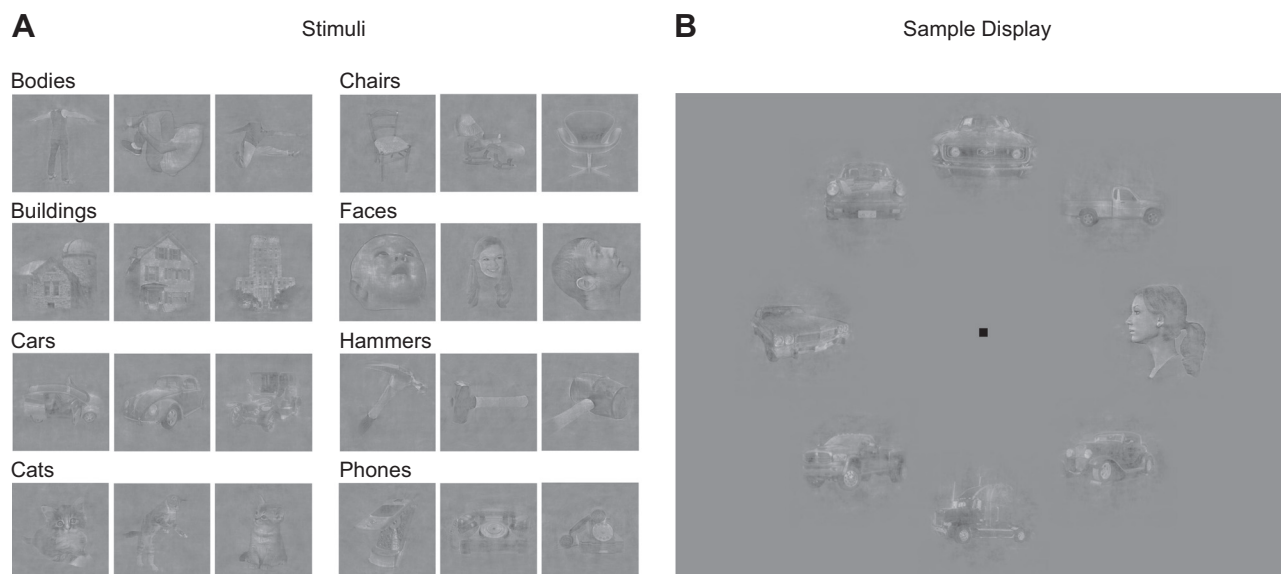 A
Stimuli
B
Sample Display
Bodies
Chairs
Buildings
Faces
Cars
Hammers
Cats
Phones